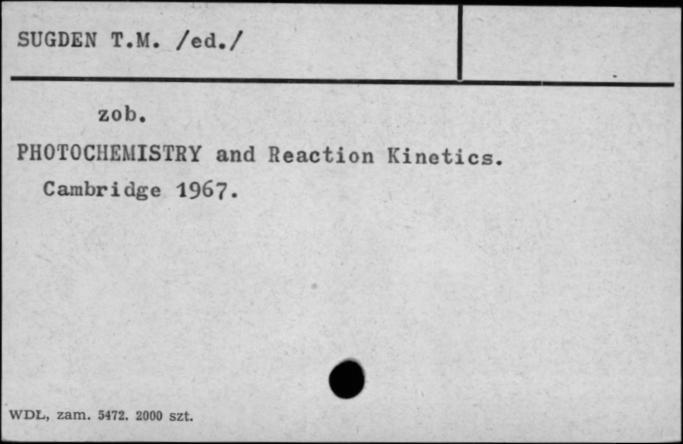 SUGDEN T.M. /ed./
zob.
PHOTOCHEMISTRY and Reaction Kinetics.
Cambridge 1967.
WDL, zam. 5472. 2000 szt.